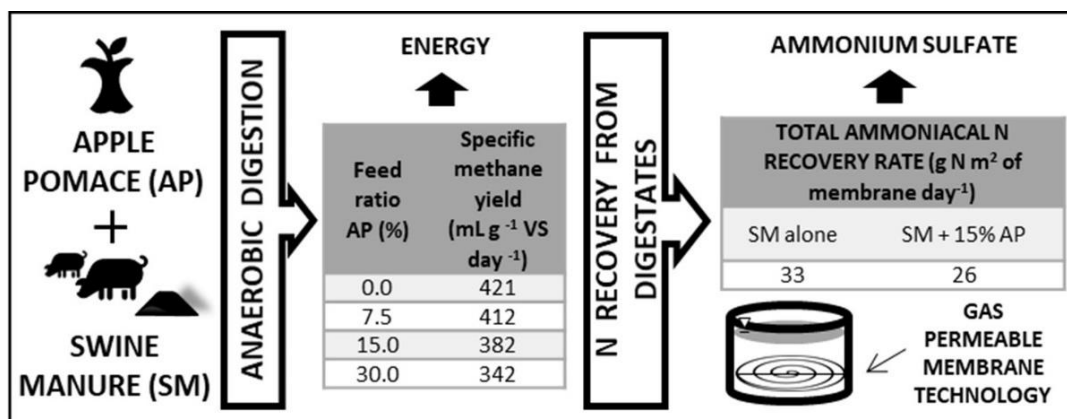 APPLE
POMACE (AP)
+
SWINE
MANURE (SM)
ANAEROBIC DIGESTION
ENERGY
Feed
ratio
AP (%)
Specific
methane
yield
(mL g -1 VS
day -1)
0.0 421
7.5 412
15.0 382
30.0 342
N RECOVERY FROM
DIGESTATES
AMMONIUM SULFATE
TOTAL AMMONIACAL N
RECOVERY RATE (g N m2 of
membrane day-1)
SM alone SM + 15% AP
33 26
GAS
PERMEABLE
MEMBRANE
TECHNOLOGY